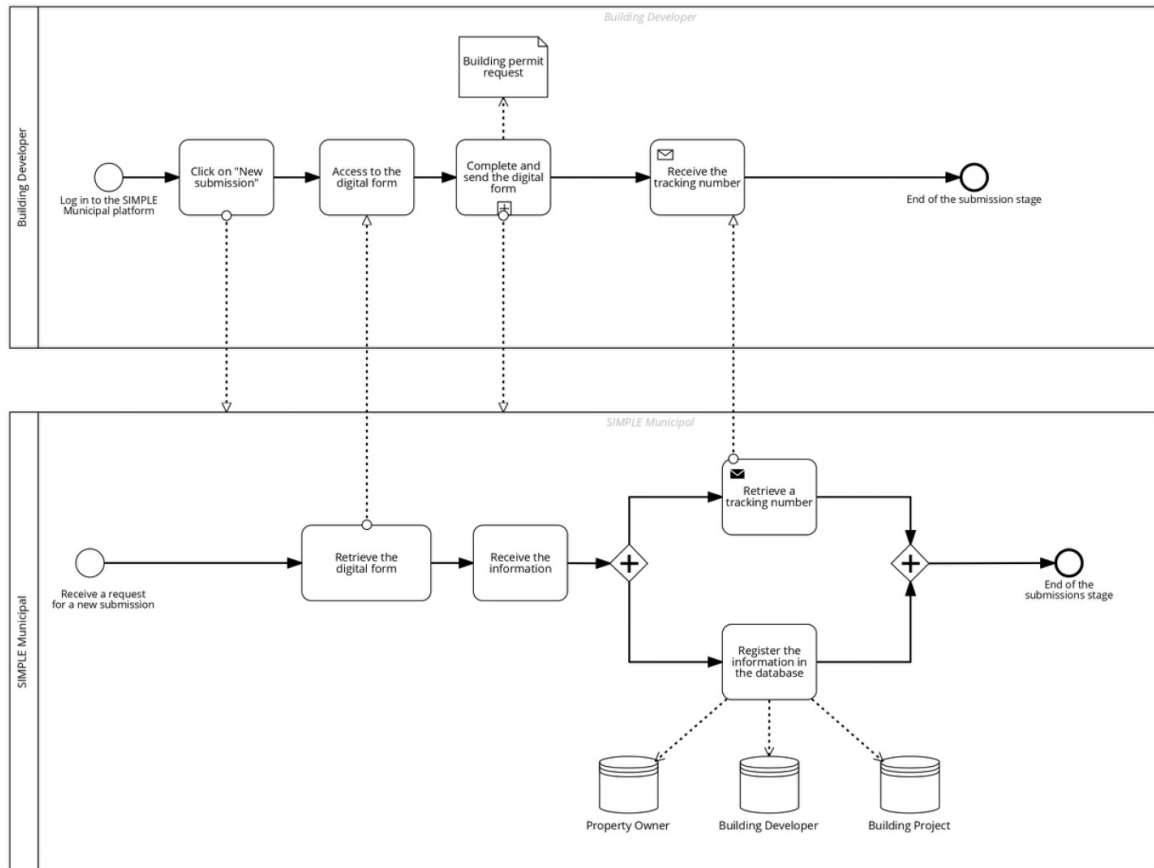 Building Developer
Building Developer
Building permit
request
Log in to the SIMPLE
Municipal platform
Click on "New
submission"
Access to the
digital form
Complete and
send the digital
form
Receive the
tracking number
End of the submission stage
SIMPLE Municipal
SIMPLE Municipal
Receive a request
for a new submission
Retrieve the
digital form
Receive the
information
Retrieve a
tracking number
Register the
information in
the database
End of the
submissions stage
Property Owner
Building Developer
Building Project